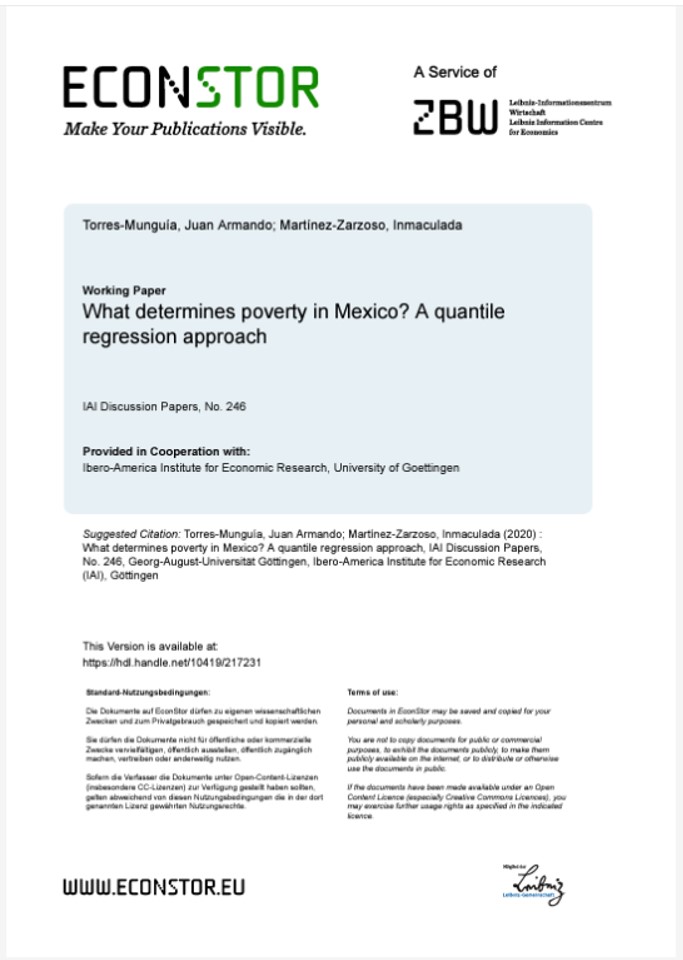 ECONSTOR
Make Your Publications Visible.
A Service of
ZBW
Leibniz-Informationszentrum
Wirtschaft
Leibniz Information Centre
for Economics
Torres-Munguía, Juan Armando; Martínez-Zarzoso, Inmaculada
Working Paper
What determines poverty in Mexico? A quantile
regression approach
IAI Discussion Papers, No. 246
Provided in Cooperation with:
Ibero-America Institute for Economic Research, University of Goettingen
Suggested Citation: Torres-Munguía, Juan Armando; Martínez-Zarzoso, Inmaculada (2020) :
What determines poverty in Mexico? A quantile regression approach, IAI Discussion Papers,
No. 246, Georg-August-Universität Göttingen, Ibero-America Institute for Economic Research
(IAI), Göttingen
This Version is available at:
https://hdl.handle.net/10419/217231
Standard-Nutzungsbedingungen:
Die Dokumente auf EconStor dürfen zu eigenen wissenschaftlichen
Zwecken und zum Privatgebrauch gespeichert und kopiert werden.
Sie dürfen die Dokumente nicht für öffentliche oder kommerzielle
Zwecke vervielfältigen, öffentlich ausstellen, öffentlich zugänglich
machen, vertreiben oder anderweitig nutzen.
Sofern die Verfasser die Dokumente unter Open-Content-Lizenzen
(insbesondere CC-Lizenzen) zur Verfügung gestellt haben sollten,
gelten abweichend von diesen Nutzungsbedingungen die in der dort
genannten Lizenz gewährten Nutzungsrechte.
Terms of use:
Documents in EconStor may be saved and copied for your
personal and scholarly purposes.
You are not to copy documents for public or commercial
purposes, to exhibit the documents publicly, to make them
publicly available on the internet, or to distribute or otherwise
use the documents in public.
If the documents have been made available under an Open
Content Licence (especially Creative Commons Licences), you
may exercise further usage rights as specified in the indicated
licence.
WWW.ECONSTOR.EU
Mitglied der
Leibniz
Leibniz-Gemeinschaft